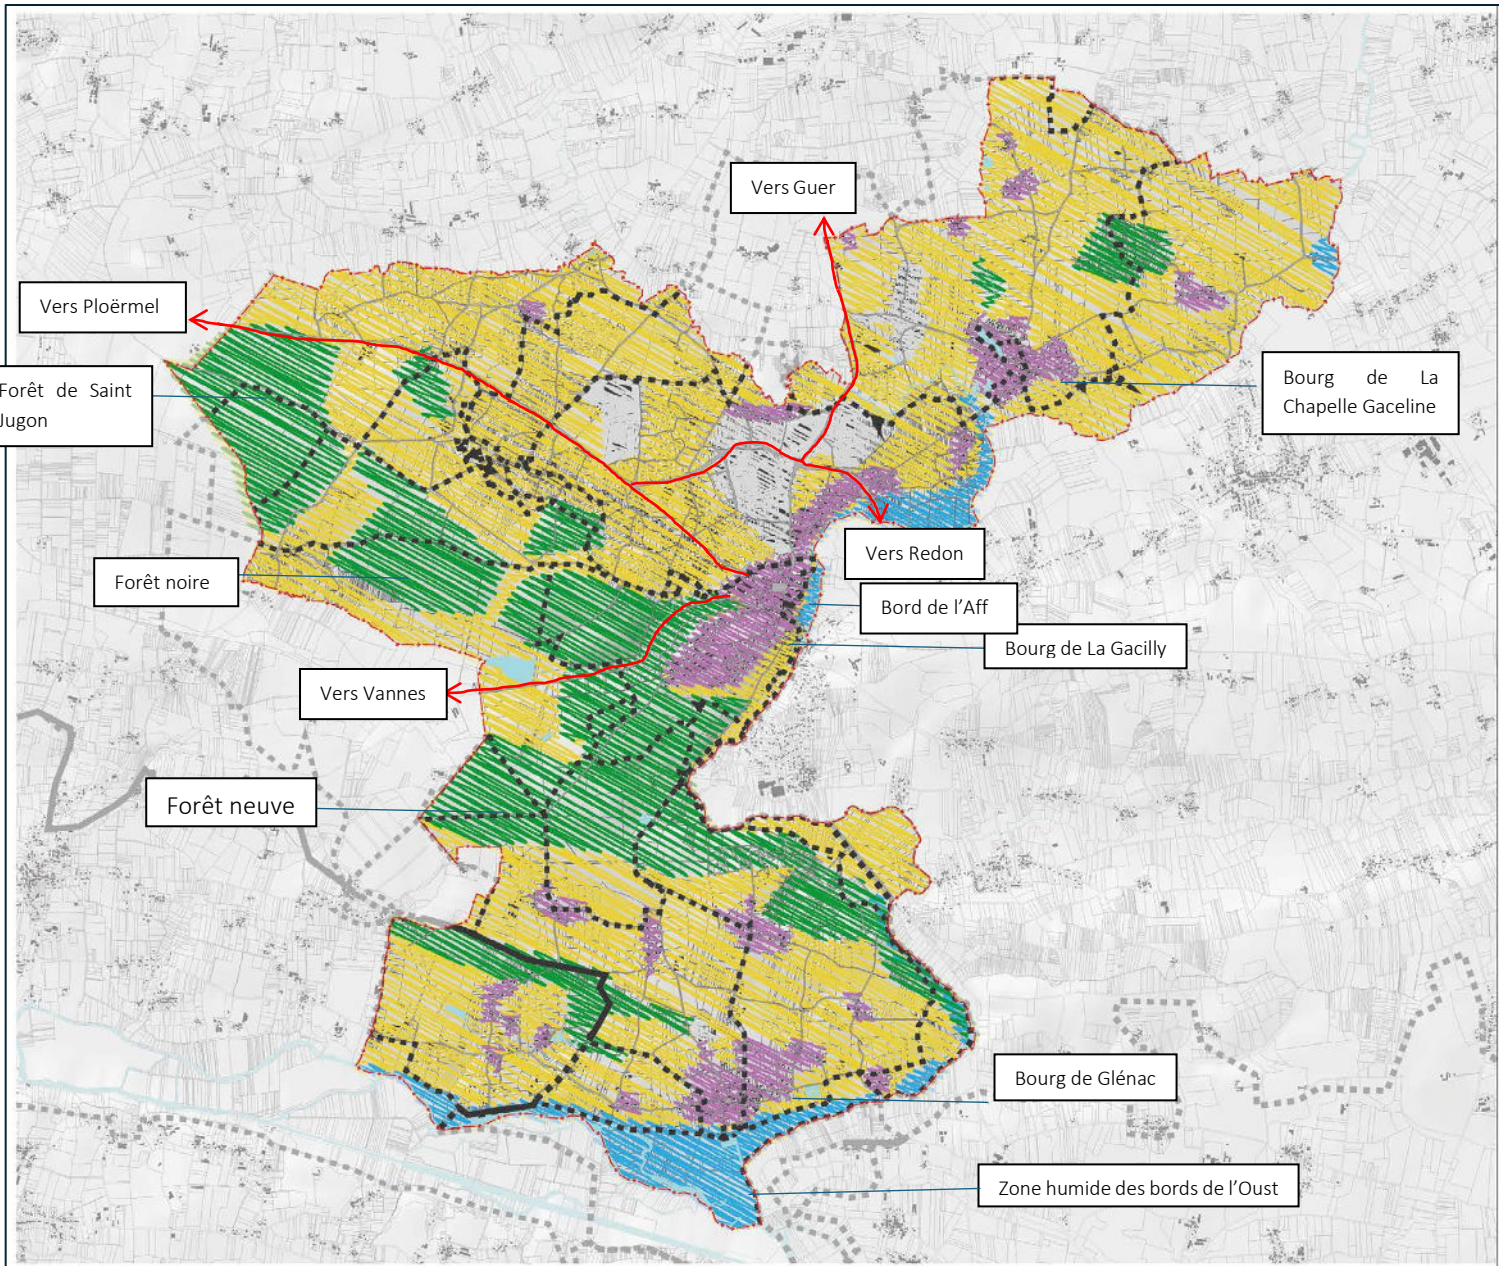 Vers Guer
Vers Ploërmel
Forêt de Saint
Jugon
Bourg de La
Chapelle Gaceline
Vers Redon
Forêt noire
Bord de l’Aff
Bourg de La Gacilly
Vers Vannes
Forêt neuve
Bourg de Glénac
Zone humide des bords de l’Oust